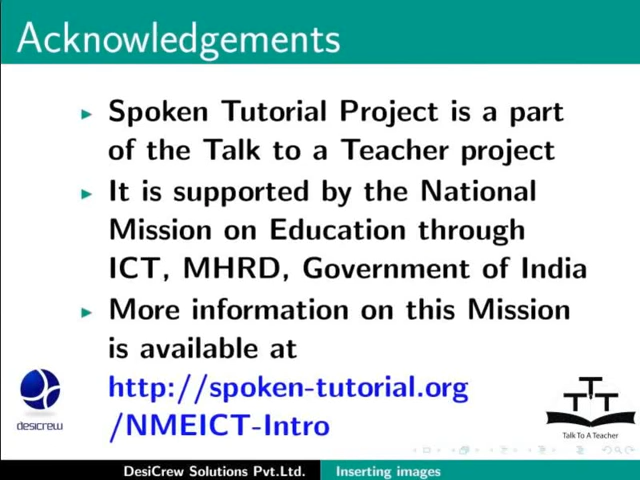 Acknowledgements
Spoken Tutorial Project is a part
of the Talk to a Teacher project
It is supported by the National
Mission on Education through
ICT, MHRD, Government of India
More information on this Mission
is available at
http://spoken-tutorial.org
/NMEICT-Intro
desicrew
TTT
Talk To A Teacher
DesiCrew Solutions Pvt.Ltd.
Inserting images